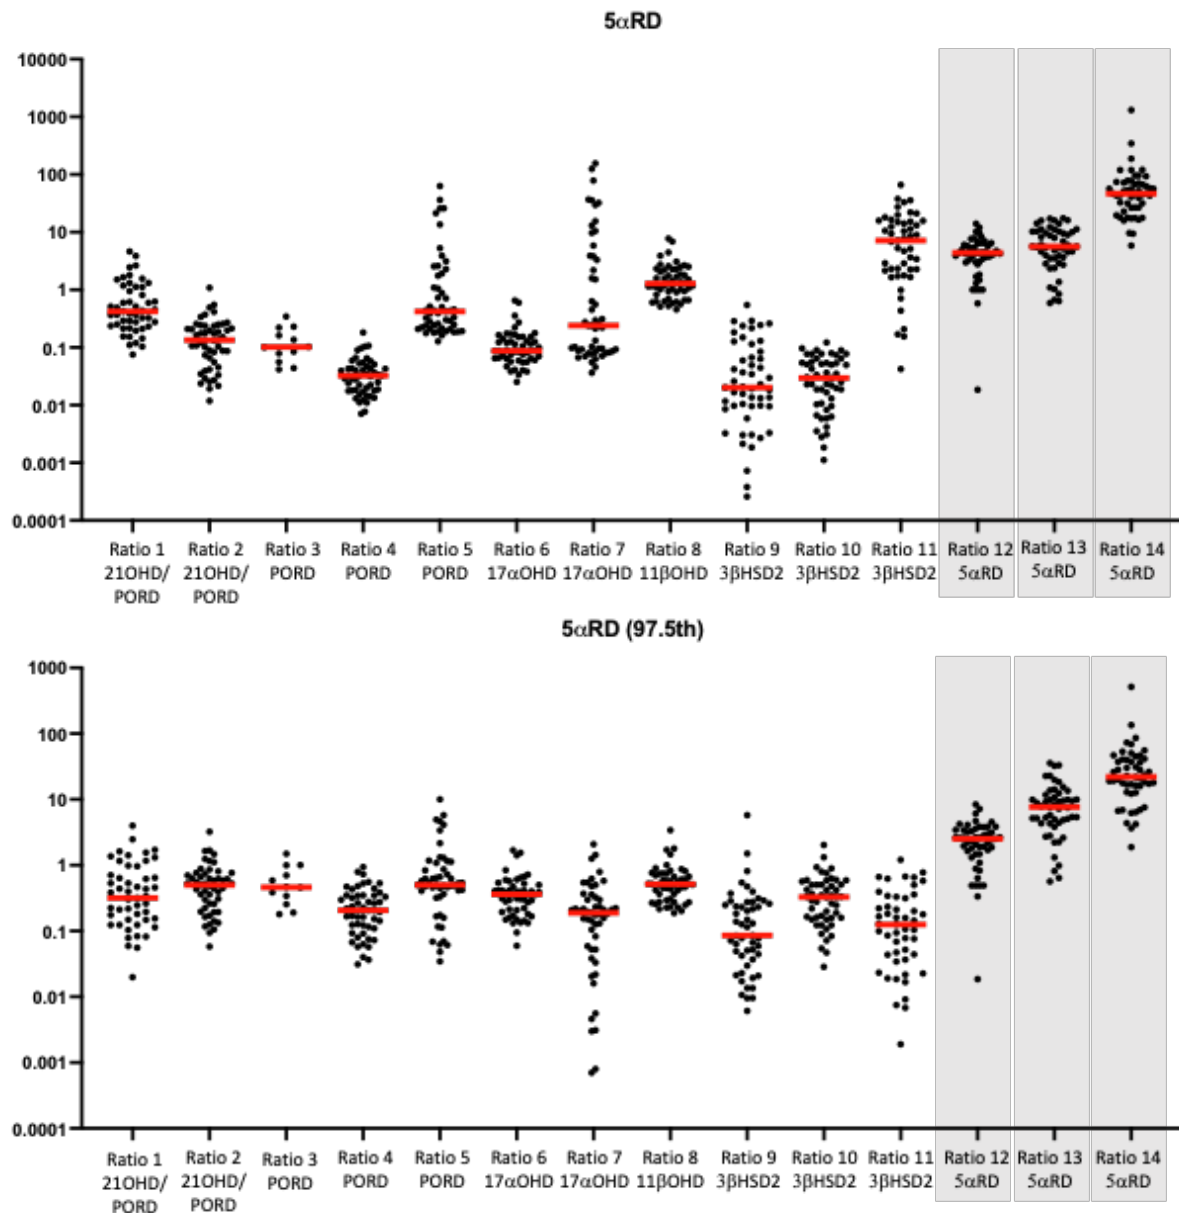 5αRD
10000
1000
100
10
1
0.1
0.01
0.001
0.0001
Ratio 1 Ratio 2 Ratio 3 Ratio 4 Ratio 5 Ratio 6 Ratio 7 Ratio 8 Ratio 9 Ratio 10 Ratio 11 Ratio 12 Ratio 13 Ratio 14
21OHD/ 21OHD/ PORD PORD PORD 17αOHD 17αOHD 11βOHD 3βHSD2 3βHSD2 3βHSD2 5αRD 5αRD 5αRD
PORD PORD
5αRD (97.5th)
1000
100
10
1
0.1
0.01
0.001
0.0001
Ratio 1 Ratio 2 Ratio 3 Ratio 4 Ratio 5 Ratio 6 Ratio 7 Ratio 8 Ratio 9 Ratio 10 Ratio 11 Ratio 12 Ratio 13 Ratio 14
21OHD/ 21OHD/ PORD PORD PORD 17αOHD 17αOHD 11βOHD 3βHSD2 3βHSD2 3βHSD2 5αRD 5αRD 5αRD
PORD PORD